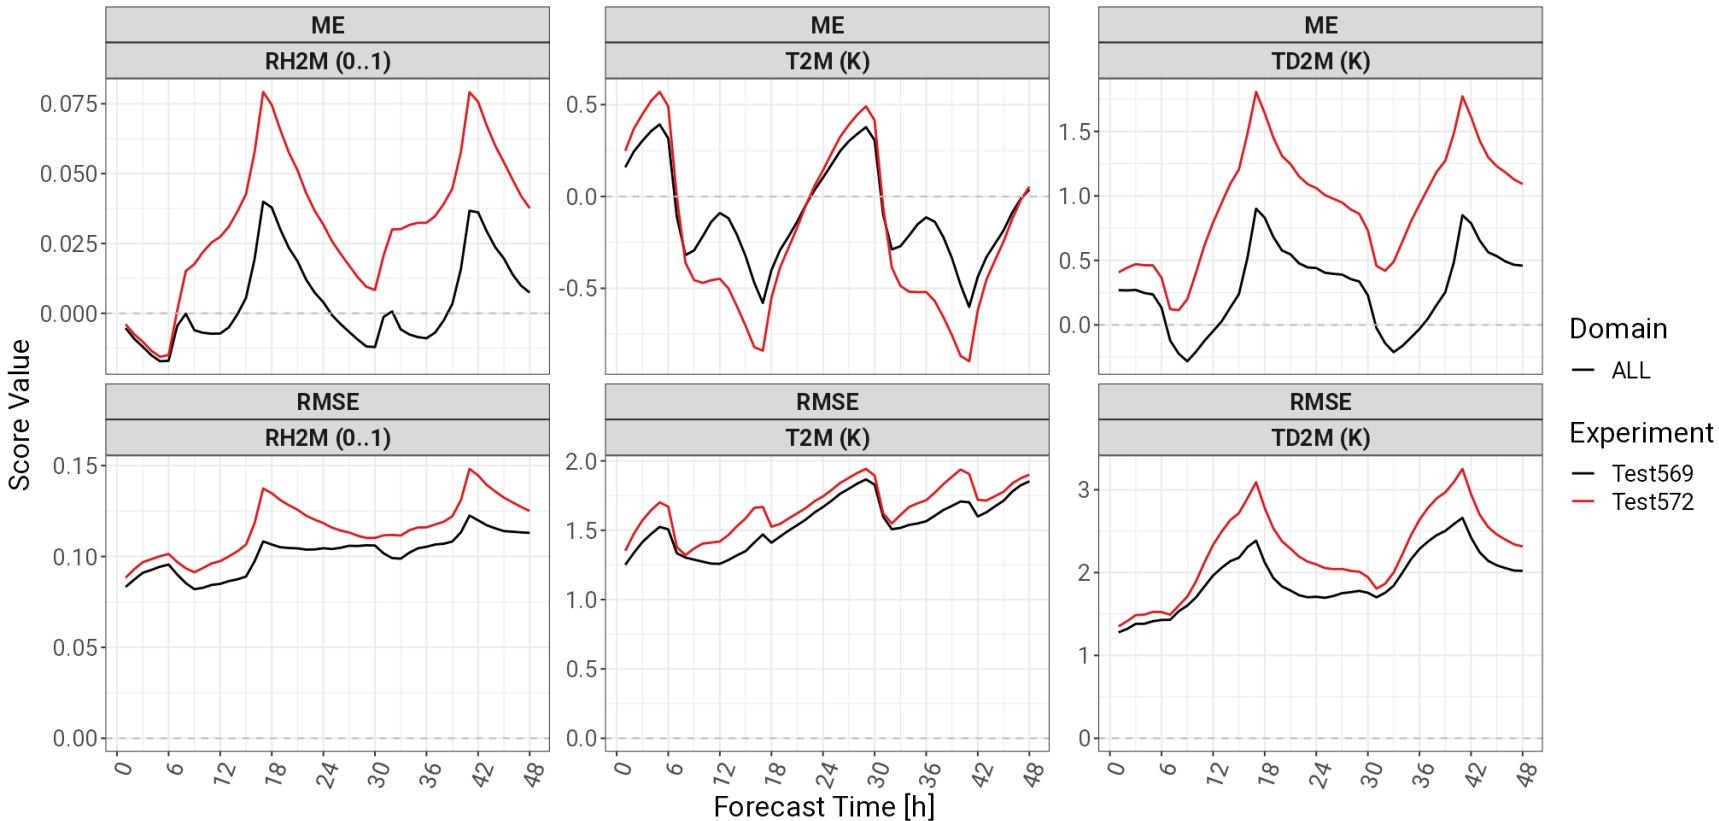 ME
ME
ME
RH2M (0..1)
T2M (K)
TD2M (K)
0.075
0.050
0.025
0.000
0.5
0.0
-0.5
1.5
1.0
0.5
0.0
RMSE
RMSE
RMSE
RH2M (0..1)
T2M (K)
TD2M (K)
0.15
0.10
0.05
0.00
2.0
1.5
1.0
0.5
0.0
3
2
1
0
0 6 12 18 24 30 36 42 48
0 6 12 18 24 30 36 42 48
0 6 12 18 24 30 36 42 48
Forecast Time [h]
Score Value
Domain
ALL
Experiment
Test569
Test572